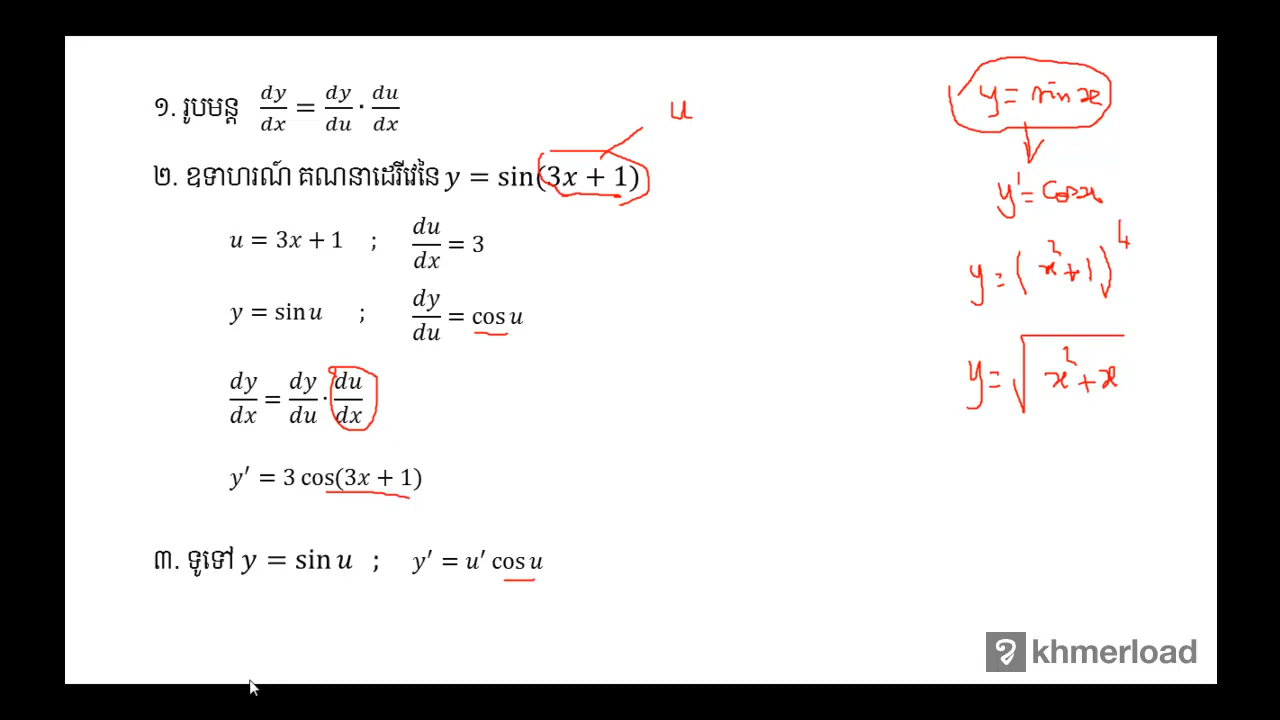 ១. រូបមន្ត dy/dx = dy/du · du/dx
u
២. ឧទាហរណ៍ គណនាដេរីវេនៃ y = sin(3x + 1)
u = 3x + 1 ; du/dx = 3
y = sin u ; dy/du = cos u
dy/dx = dy/du · du/dx
y′ = 3 cos(3x + 1)
៣. ទូទៅ y = sin u ; y′ = u′ cos u
y = sin x
y′ = cos x
y = (x² + 1)⁴
y = √(x² + x)
khmerload